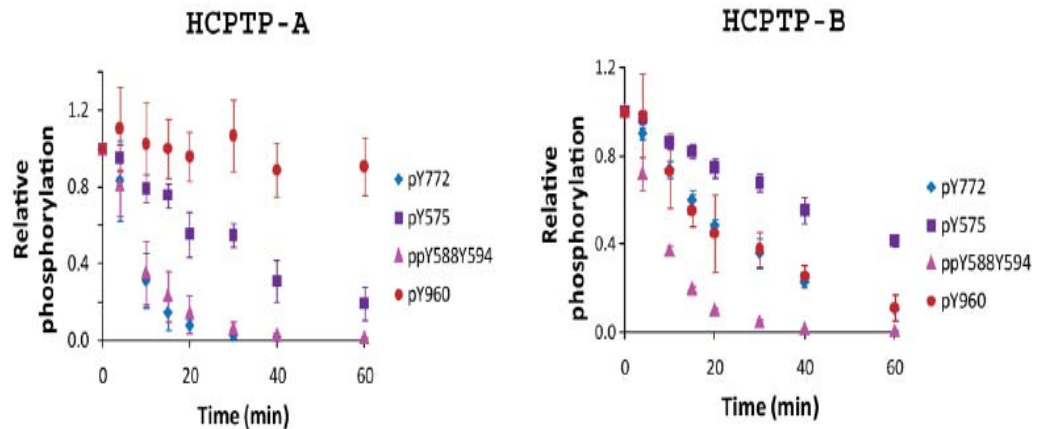 HCPTP-A
Relative
phosphorylation
1.2
0.8
0.4
0.0
0 20 40 60
Time (min)
pY772
pY575
ppY588Y594
pY960
HCPTP-B
Relative
phosphorylation
1.2
0.8
0.4
0.0
0 20 40 60
Time (min)
pY772
pY575
ppY588Y594
pY960